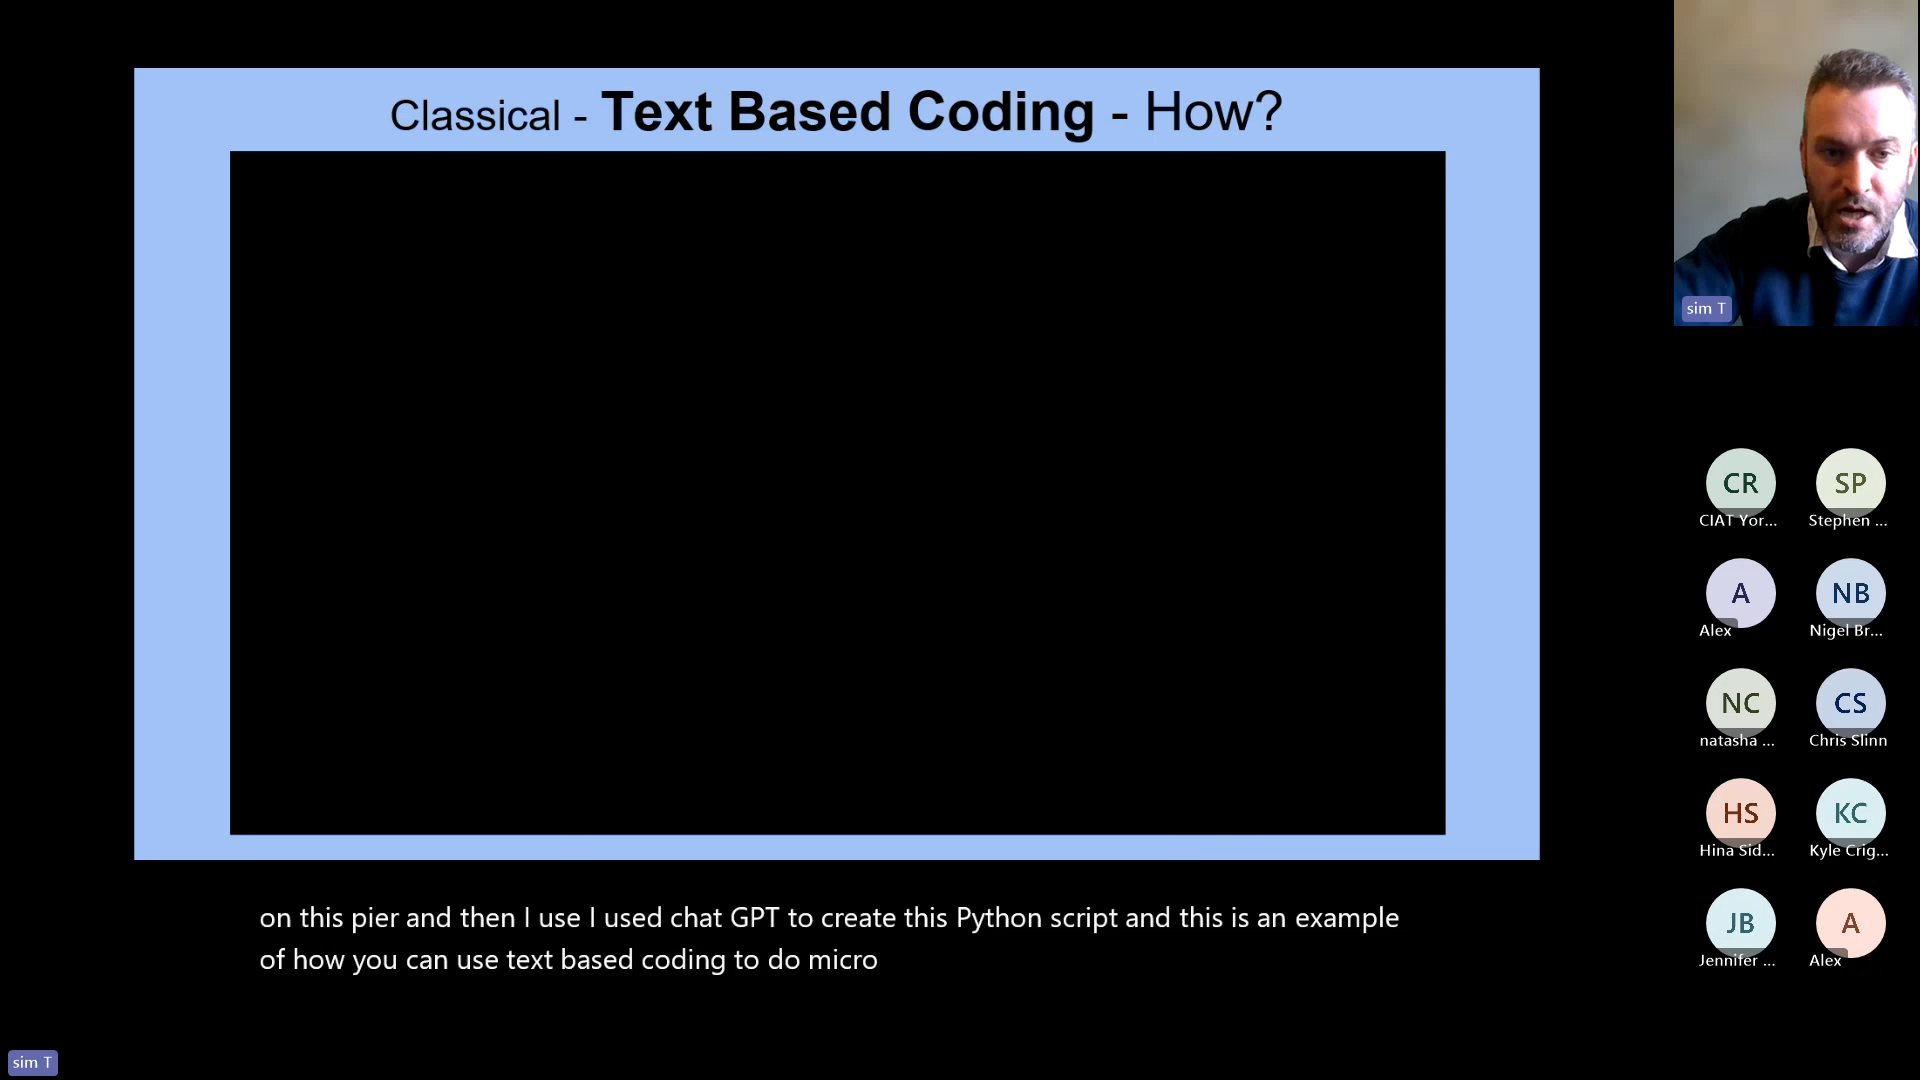 Classical - Text Based Coding - How?
sim T
CR
SP
CIAT Yor...
Stephen ...
A
NB
Alex
Nigel Br...
NC
CS
natasha ...
Chris Slinn
HS
KC
Hina Sid...
Kyle Crig...
JB
A
Jennifer ...
Alex
on this pier and then I use I used chat GPT to create this Python script and this is an example
of how you can use text based coding to do micro
sim T